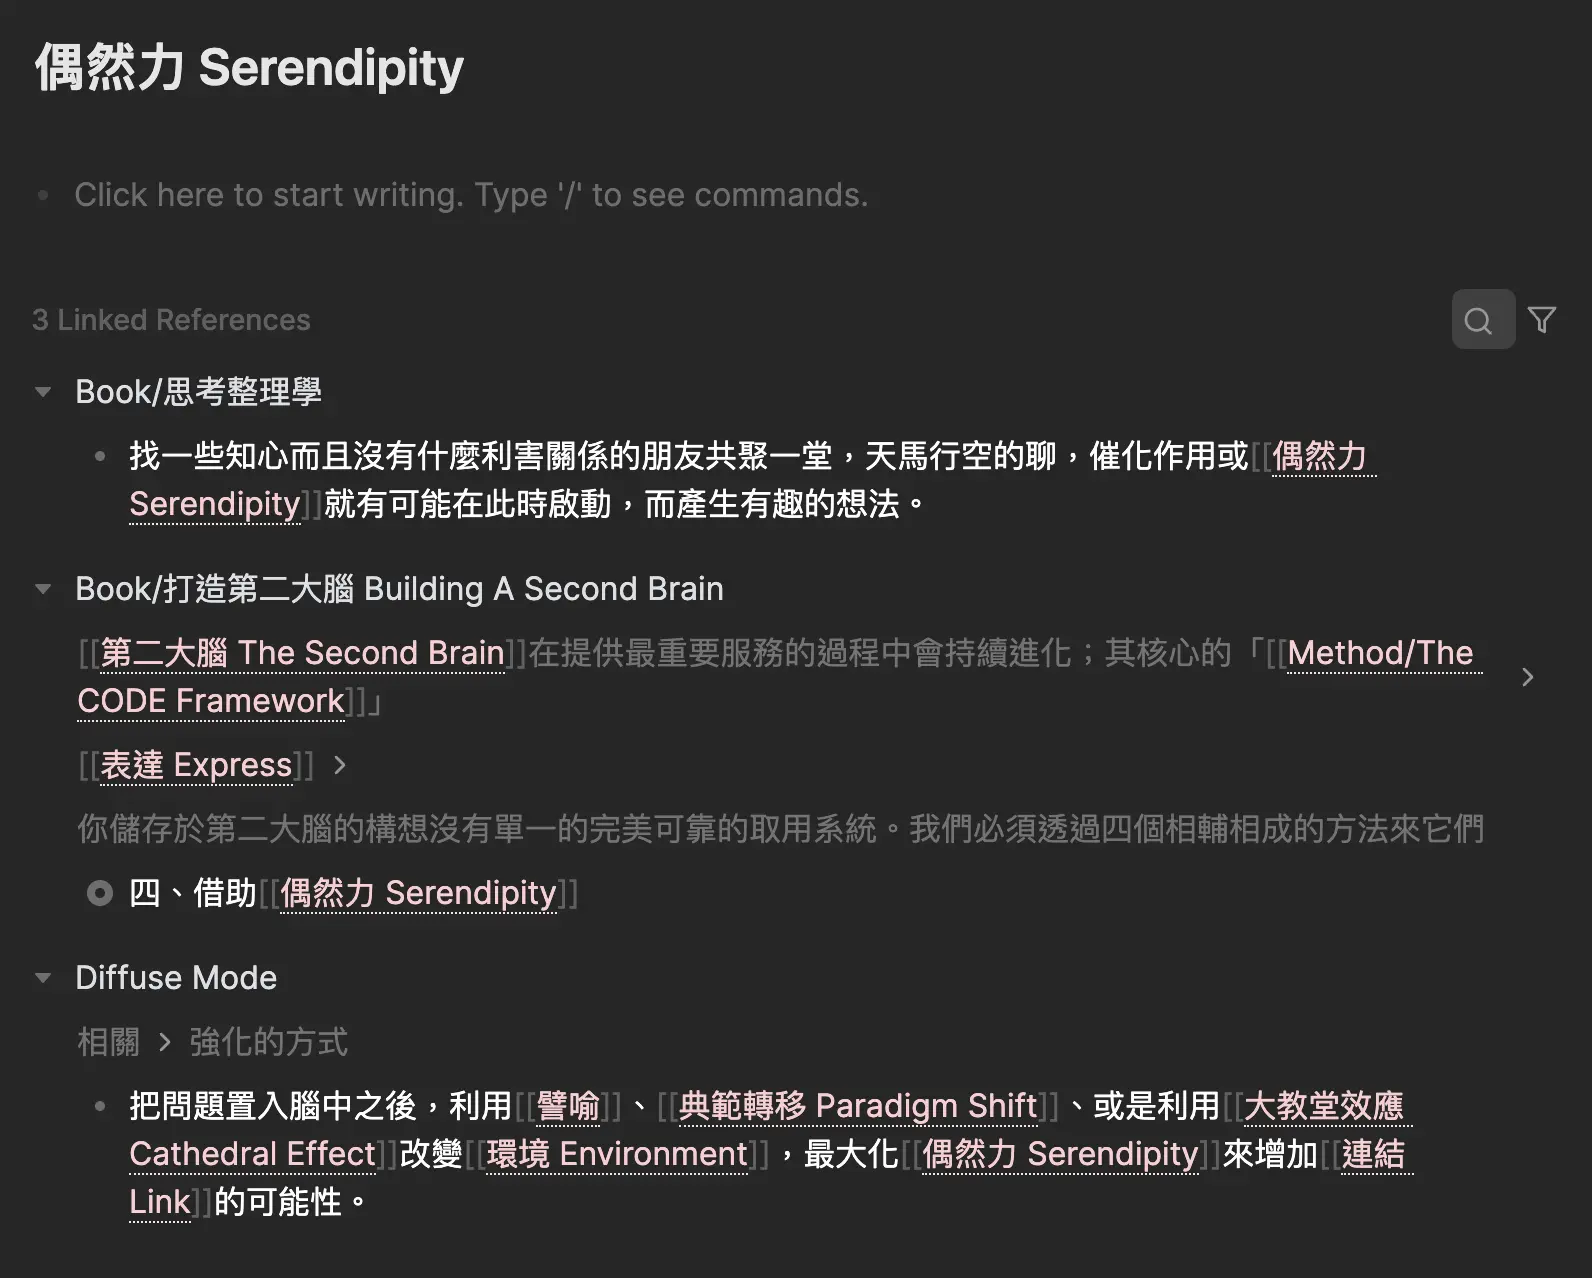 偶然力 Serendipity
Click here to start writing. Type '/' to see commands.
3 Linked References
Book/思考整理學
找一些知心而且沒有什麼利害關係的朋友共聚一堂，天馬行空的聊，催化作用或[[偶然力
Serendipity]]就有可能在此時啟動，而產生有趣的想法。
Book/打造第二大腦 Building A Second Brain
[[第二大腦 The Second Brain]]在提供最重要服務的過程中會持續進化；其核心的「[[Method/The
CODE Framework]]」
[[表達 Express]]
你儲存於第二大腦的構想沒有單一的完美可靠的取用系統。我們必須透過四個相輔相成的方法來它們
四、借助[[偶然力 Serendipity]]
Diffuse Mode
相關 > 強化的方式
把問題置入腦中之後，利用[[譬喻]]、[[典範轉移 Paradigm Shift]]、或是利用[[大教堂效應
Cathedral Effect]]改變[[環境 Environment]]，最大化[[偶然力 Serendipity]]來增加[[連結
Link]]的可能性。